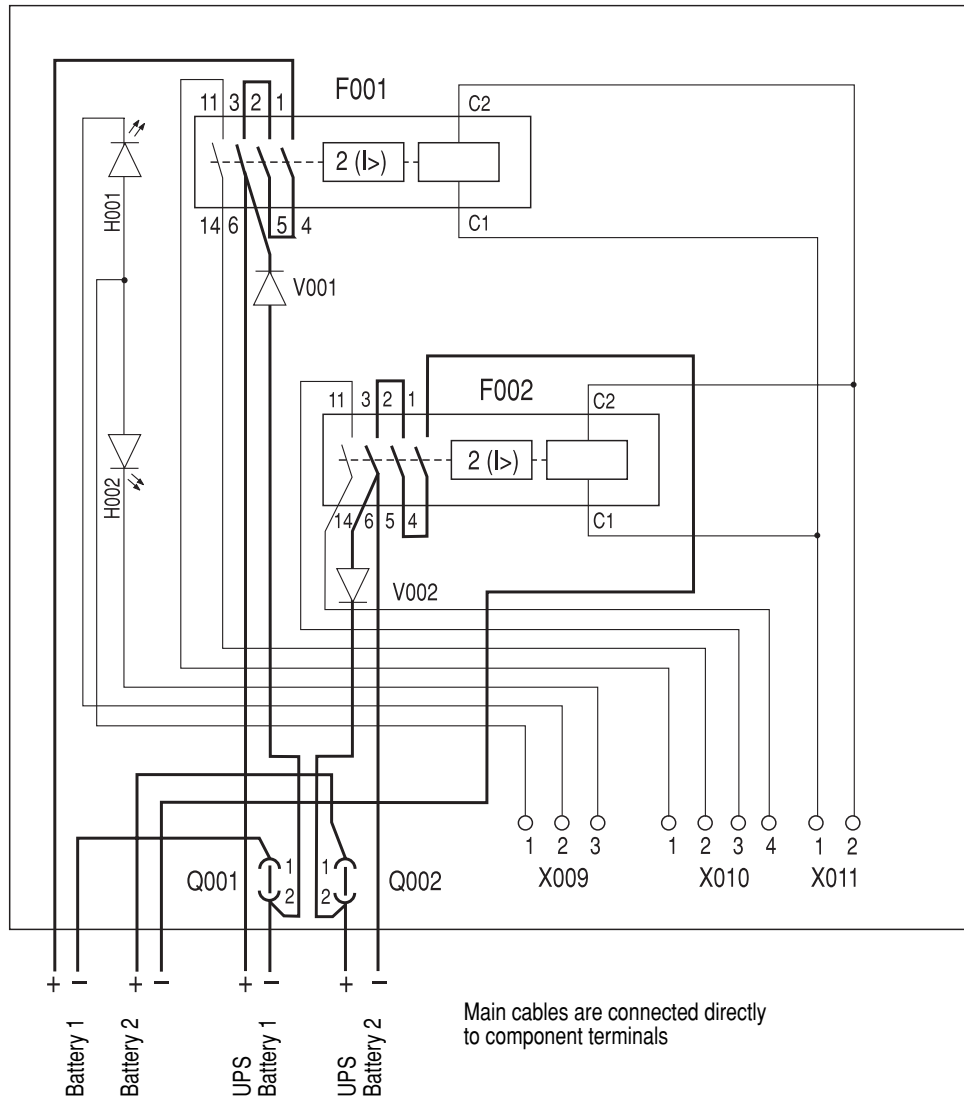 F001
11 3 2 1
C2
2 (I>)
H001
14 6 5 4
C1
V001
F002
11 3 2 1
C2
2 (I>)
H002
14 6 5 4
C1
V002
1 2 3
X009
1 2 3 4
X010
1 2
X011
Q001
1
2
1
2
Q002
+ − + − + − + −
Battery 1
Battery 2
UPS
Battery 1
UPS
Battery 2
Main cables are connected directly
to component terminals